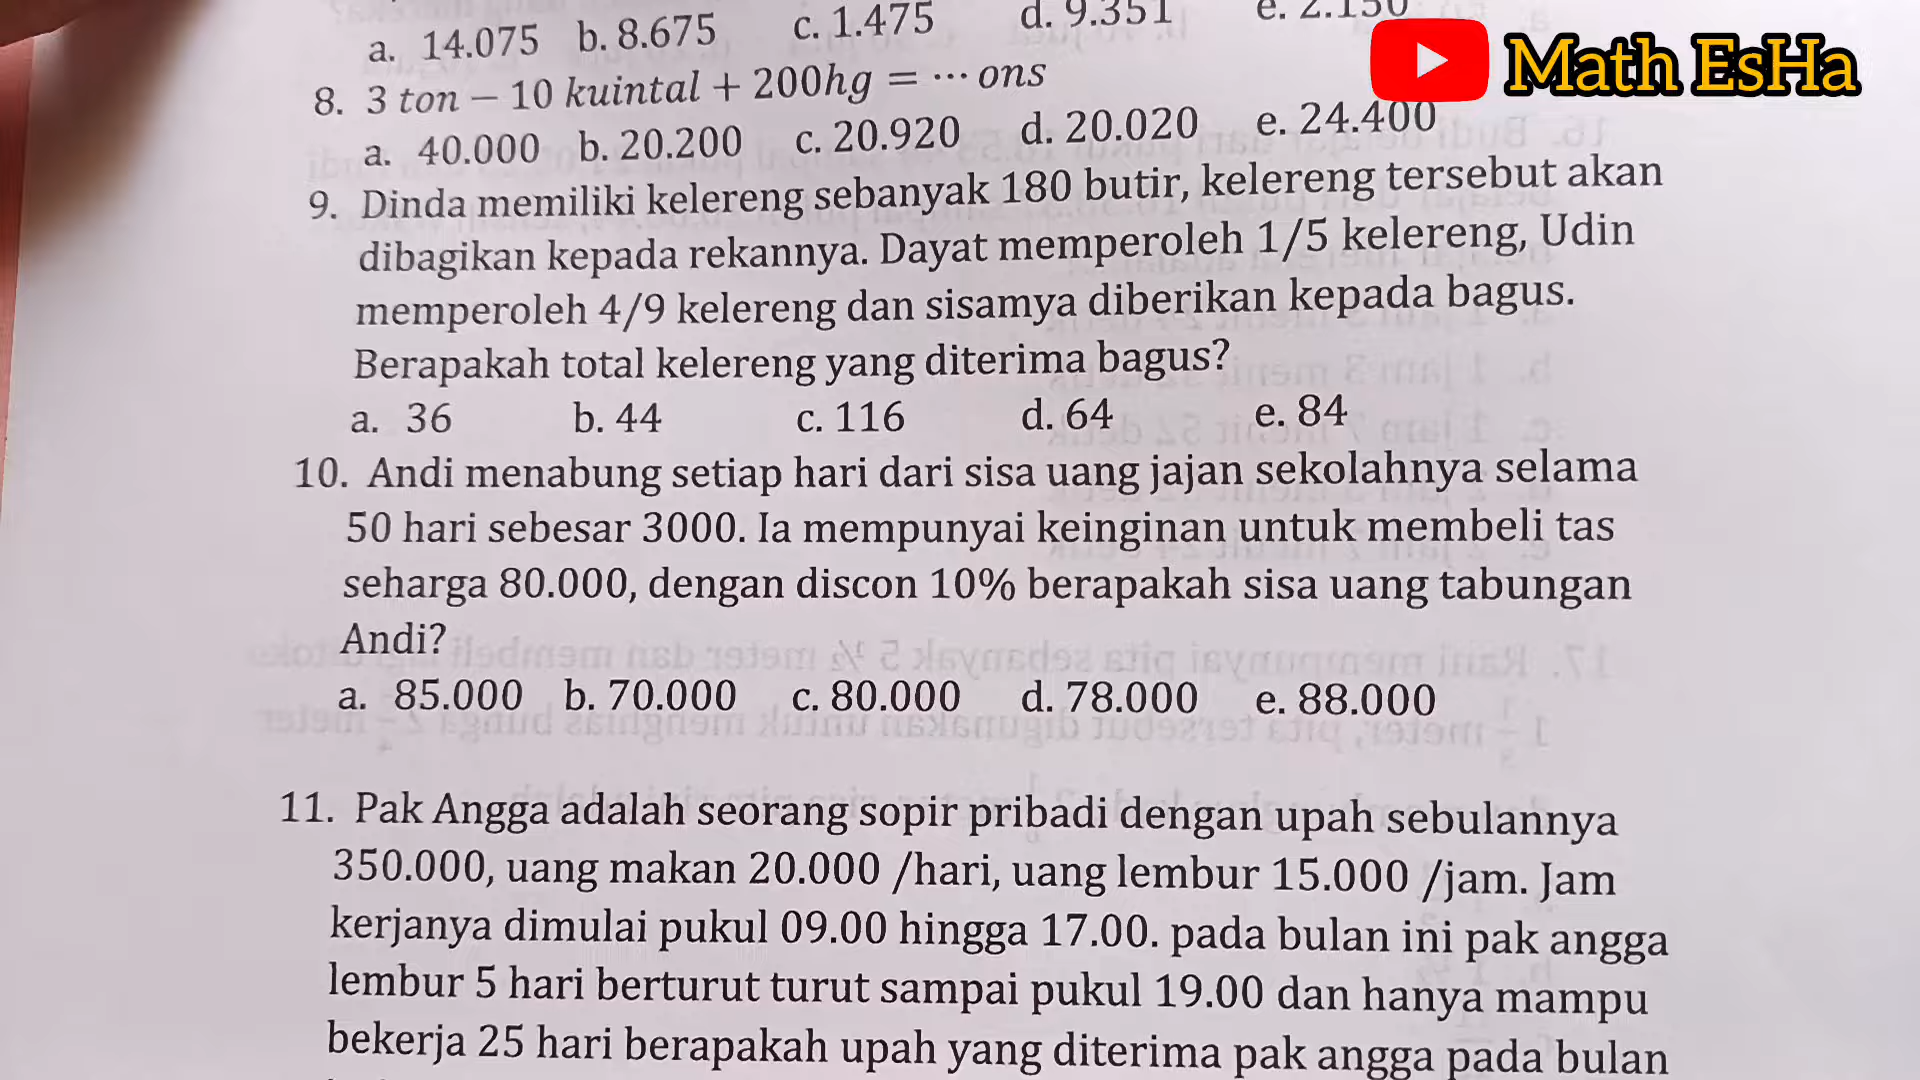 a. 14.075 b. 8.675 c. 1.475 d. 9.351 e. 2.150
Math EsHa
8. 3 ton − 10 kuintal + 200hg = ⋯ ons
a. 40.000 b. 20.200 c. 20.920 d. 20.020 e. 24.400
9. Dinda memiliki kelereng sebanyak 180 butir, kelereng tersebut akan
dibagikan kepada rekannya. Dayat memperoleh 1/5 kelereng, Udin
memperoleh 4/9 kelereng dan sisamya diberikan kepada bagus.
Berapakah total kelereng yang diterima bagus?
a. 36 b. 44 c. 116 d. 64 e. 84
10. Andi menabung setiap hari dari sisa uang jajan sekolahnya selama
50 hari sebesar 3000. Ia mempunyai keinginan untuk membeli tas
seharga 80.000, dengan discon 10% berapakah sisa uang tabungan
Andi?
a. 85.000 b. 70.000 c. 80.000 d. 78.000 e. 88.000
11. Pak Angga adalah seorang sopir pribadi dengan upah sebulannya
350.000, uang makan 20.000 /hari, uang lembur 15.000 /jam. Jam
kerjanya dimulai pukul 09.00 hingga 17.00. pada bulan ini pak angga
lembur 5 hari berturut turut sampai pukul 19.00 dan hanya mampu
bekerja 25 hari berapakah upah yang diterima pak angga pada bulan